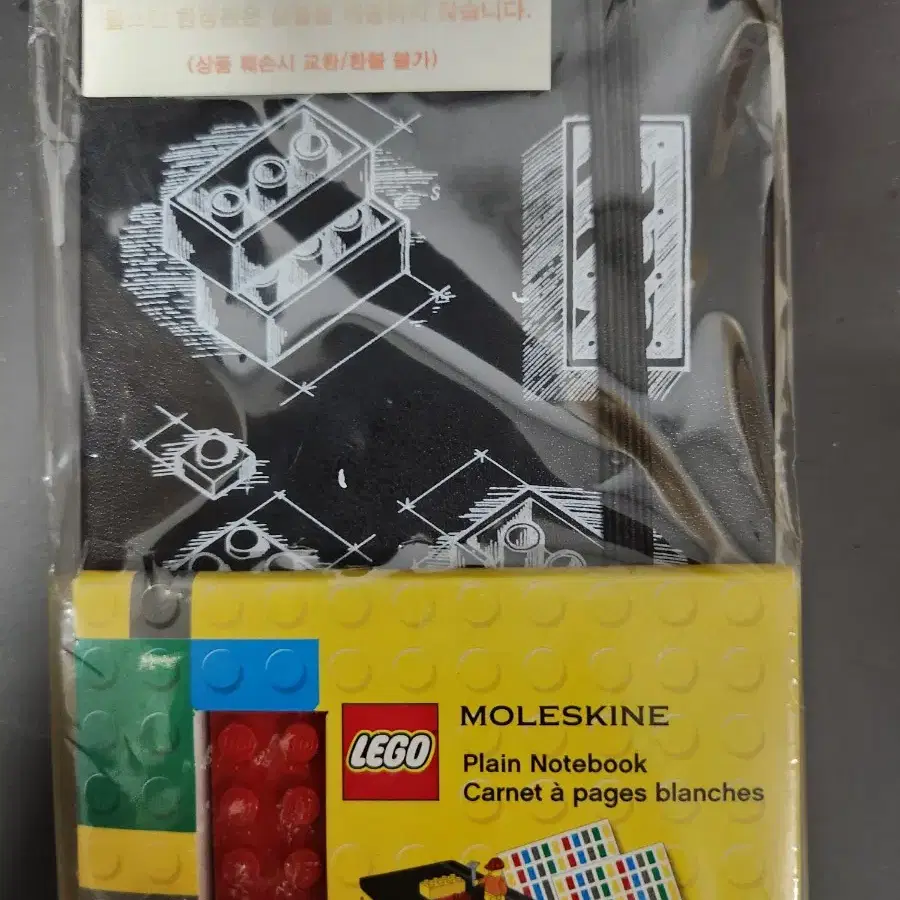 (상품 훼손시 교환/환불 불가)
LEGO
MOLESKINE
Plain Notebook
Carnet à pages blanches